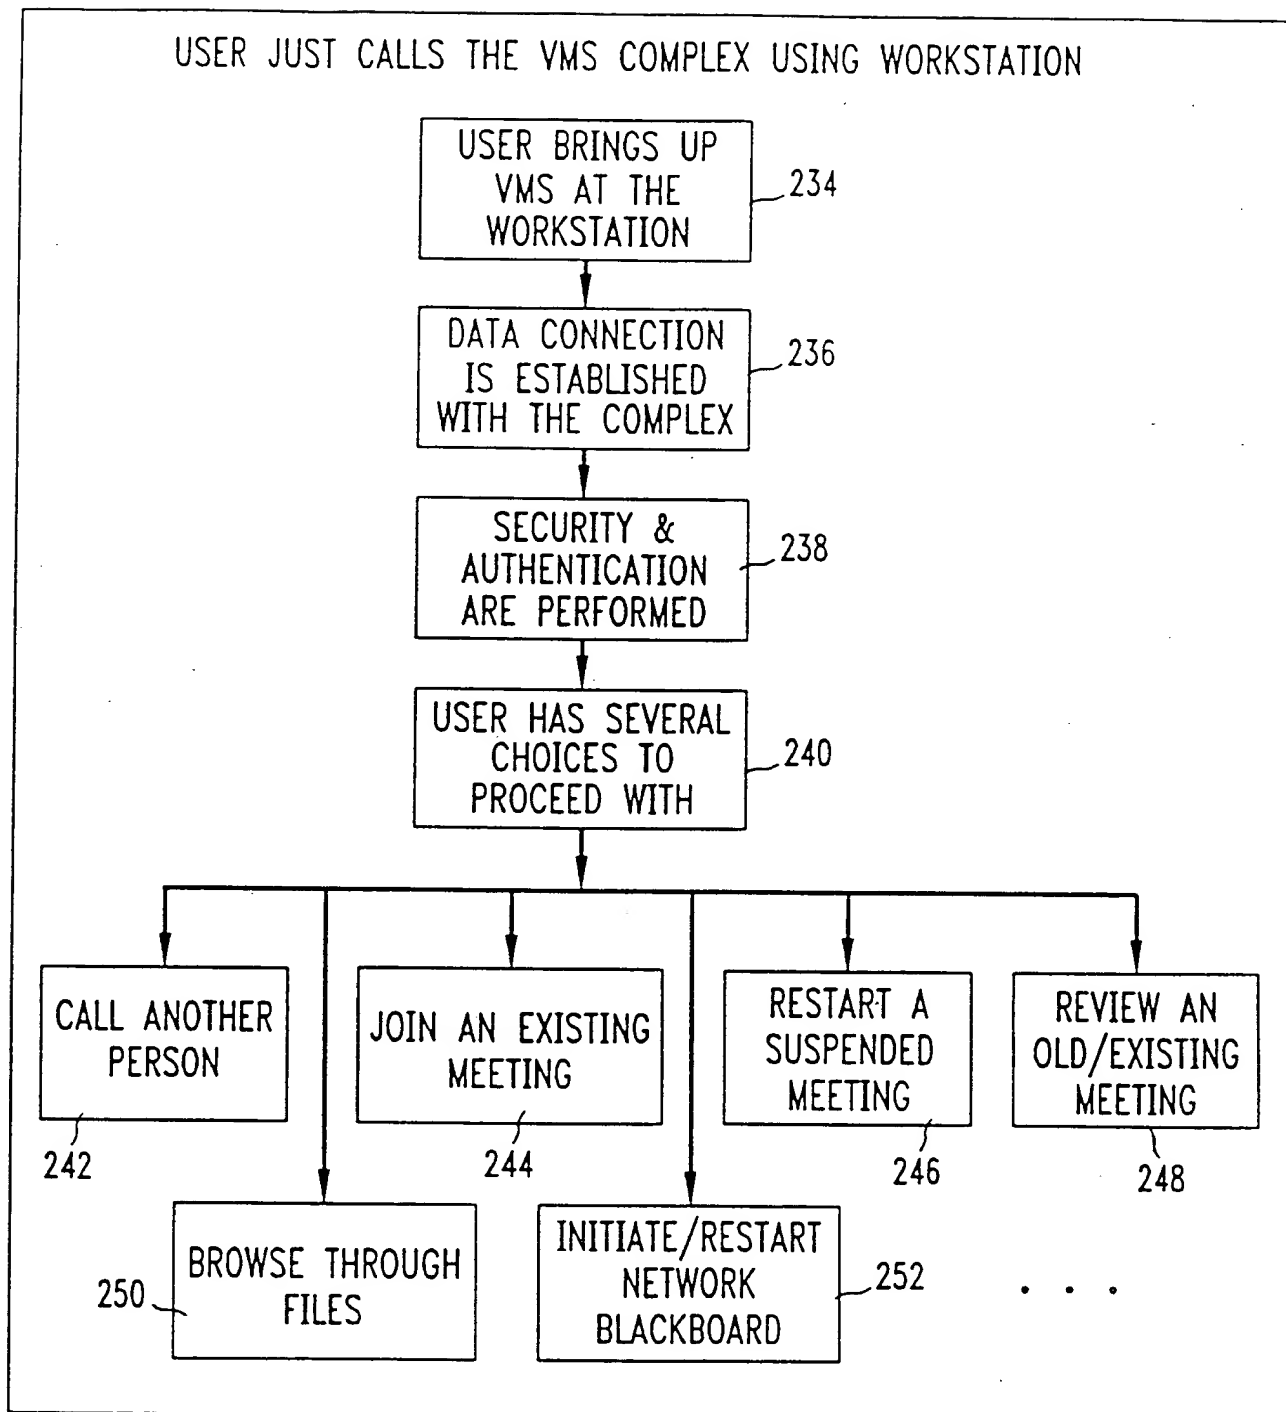 USER JUST CALLS THE VMS COMPLEX USING WORKSTATION
USER BRINGS UP
VMS AT THE
WORKSTATION
234
DATA CONNECTION
IS ESTABLISHED
WITH THE COMPLEX
236
SECURITY &
AUTHENTICATION
ARE PERFORMED
238
USER HAS SEVERAL
CHOICES TO
PROCEED WITH
240
CALL ANOTHER
PERSON
242
JOIN AN EXISTING
MEETING
244
RESTART A
SUSPENDED
MEETING
246
REVIEW AN
OLD/EXISTING
MEETING
248
BROWSE THROUGH
FILES
250
INITIATE/RESTART
NETWORK
BLACKBOARD
252
. . .